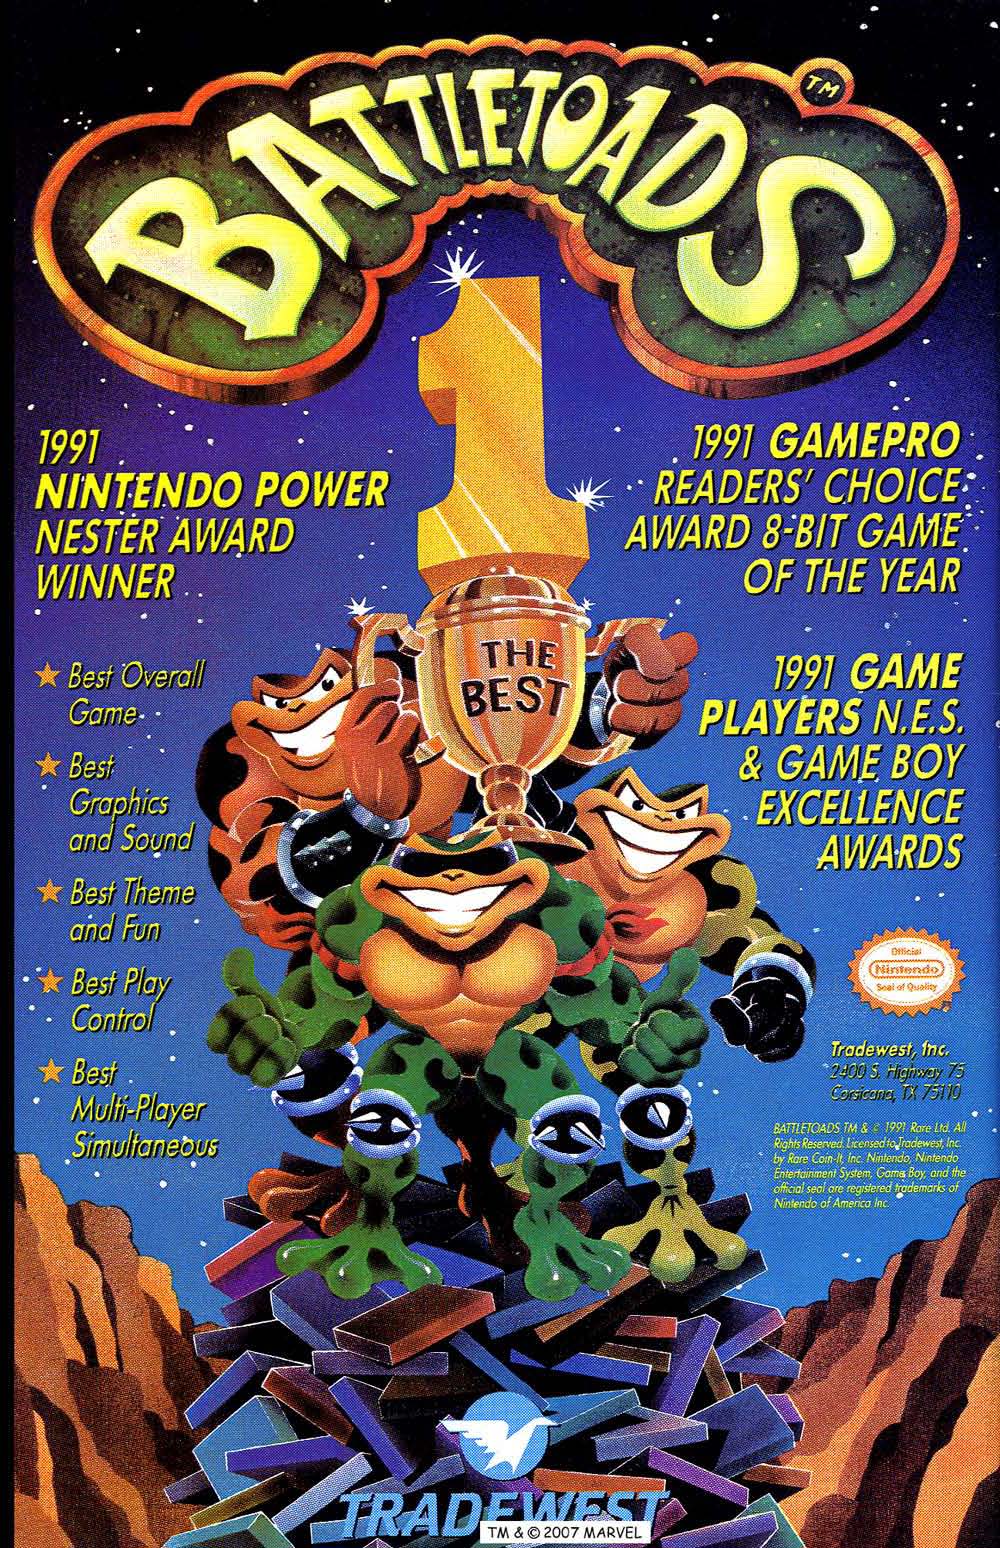 BATTLETOADS
TM
1
THE
BEST
1991
NINTENDO POWER
NESTER AWARD
WINNER
Best Overall
Game
Best
Graphics
and Sound
Best Theme
and Fun
Best Play
Control
Best
Multi-Player
Simultaneous
1991 GAMEPRO
READERS' CHOICE
AWARD 8-BIT GAME
OF THE YEAR
1991 GAME
PLAYERS N.E.S.
& GAME BOY
EXCELLENCE
AWARDS
Official
Nintendo
Seal of Quality
Tradewest, Inc.
2400 S. Highway 75
Corsicana, TX 75110
BATTLETOADS TM & © 1991 Rare Ltd. All
Rights Reserved. Licensed to Tradewest, Inc.
by Rare Coin-It, Inc. Nintendo, Nintendo
Entertainment System, Game Boy, and the
official seal are registered trademarks of
Nintendo of America Inc.
TRADEWEST
TM & © 2007 MARVEL